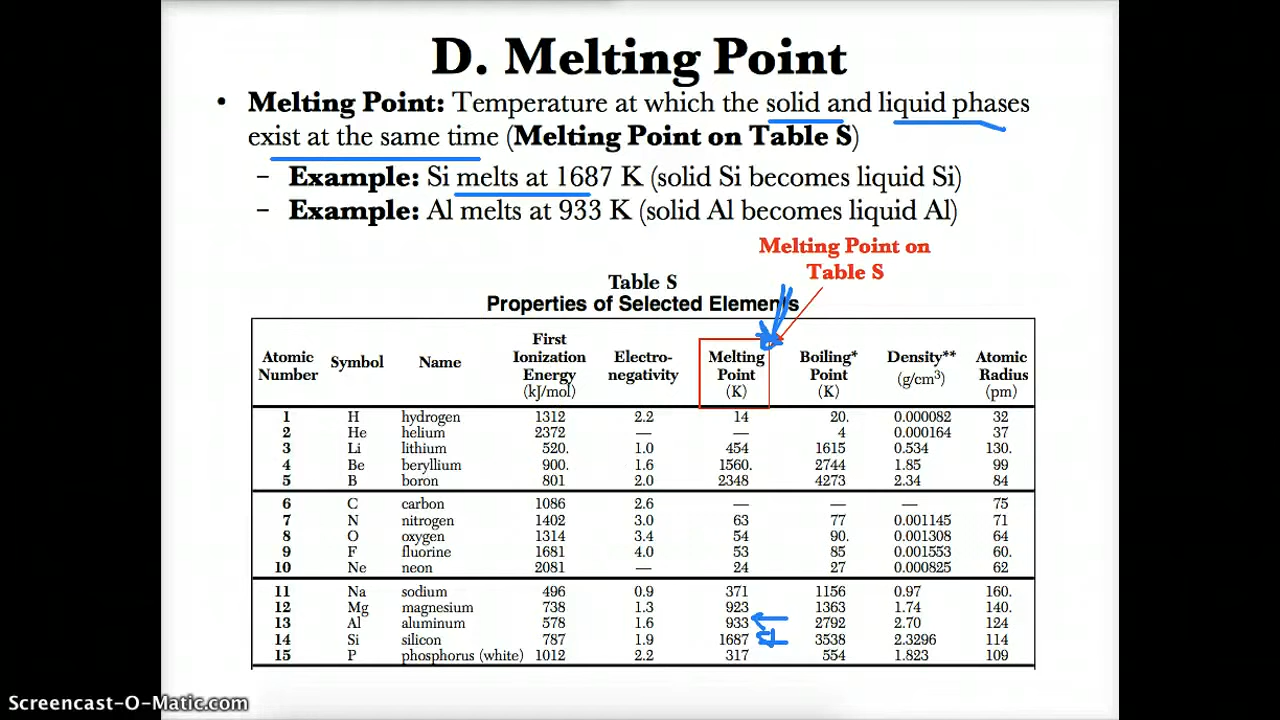 D. Melting Point
• Melting Point: Temperature at which the solid and liquid phases
exist at the same time (Melting Point on Table S)
– Example: Si melts at 1687 K (solid Si becomes liquid Si)
– Example: Al melts at 933 K (solid Al becomes liquid Al)
Melting Point on
Table S
Table S
Properties of Selected Elements
Atomic Number Symbol Name First Ionization Energy (kJ/mol) Electro-negativity Melting Point (K) Boiling* Point (K) Density** (g/cm3) Atomic Radius (pm)
1 H hydrogen 1312 2.2 14 20. 0.000082 32
2 He helium 2372 — — 4 0.000164 37
3 Li lithium 520. 1.0 454 1615 0.534 130.
4 Be beryllium 900. 1.6 1560. 2744 1.85 99
5 B boron 801 2.0 2348 4273 2.34 84
6 C carbon 1086 2.6 — — — 75
7 N nitrogen 1402 3.0 63 77 0.001145 71
8 O oxygen 1314 3.4 54 90. 0.001308 64
9 F fluorine 1681 4.0 53 85 0.001553 60.
10 Ne neon 2081 — 24 27 0.000825 62
11 Na sodium 496 0.9 371 1156 0.97 160.
12 Mg magnesium 738 1.3 923 1363 1.74 140.
13 Al aluminum 578 1.6 933 2792 2.70 124
14 Si silicon 787 1.9 1687 3538 2.3296 114
15 P phosphorus (white) 1012 2.2 317 554 1.823 109
Screencast-O-Matic.com